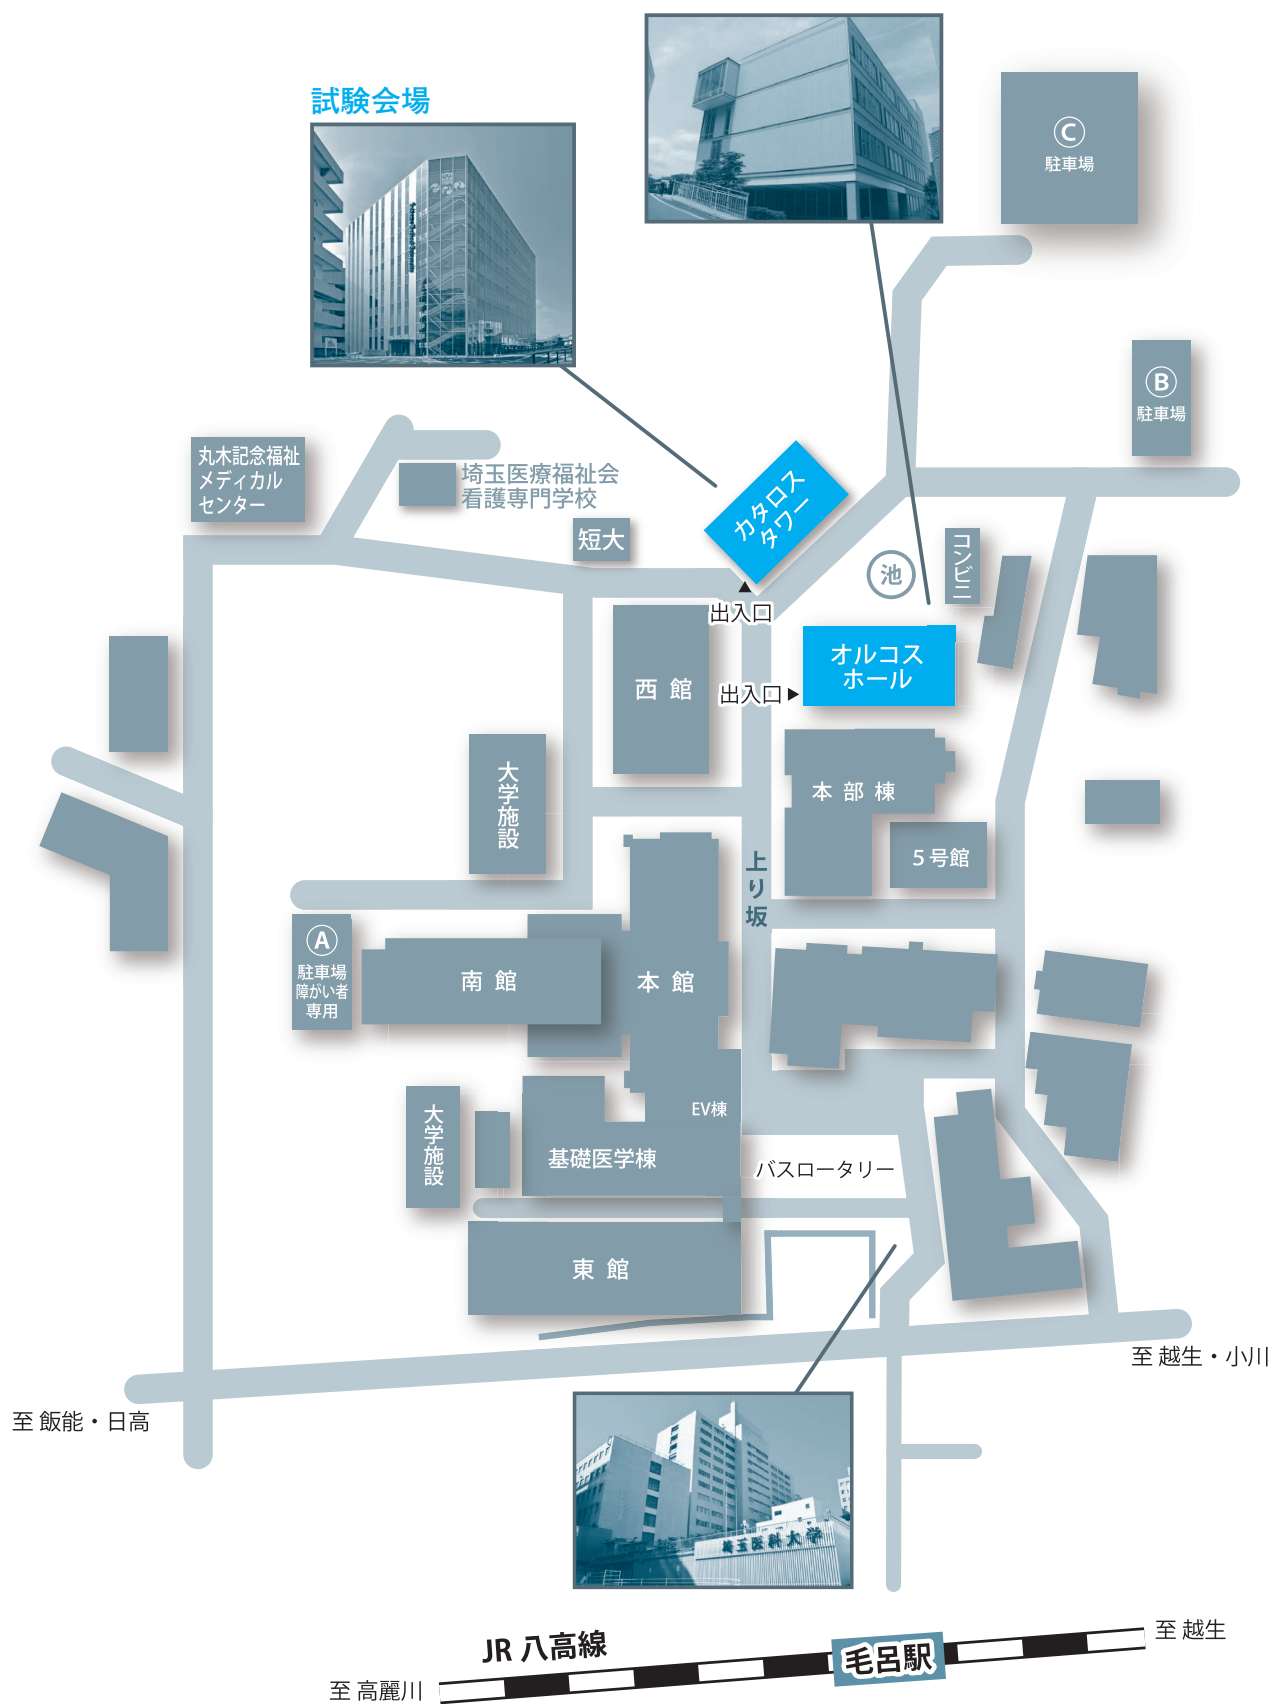 試験会場
Ⓒ
駐車場
Ⓑ
駐車場
丸木記念福祉
メディカル
センター
埼玉医療福祉会
看護専門学校
短大
カタロス
タワー
池
コンビニ
出入口
オルコス
ホール
西館
出入口
大学施設
本部棟
5号館
上り坂
Ⓐ
駐車場
障がい者
専用
南館
本館
大学施設
EV棟
基礎医学棟
バスロータリー
東館
至 越生・小川
至 飯能・日高
埼玉医科大学
JR 八高線
毛呂駅
至 越生
至 高麗川